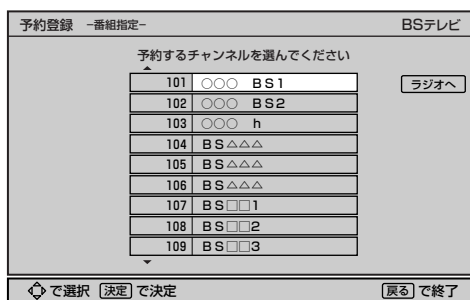 予約登録 -番組指定- BSテレビ
予約するチャンネルを選んでください
101 ○○○ BS1 ラジオへ
102 ○○○ BS2
103 ○○○ h
104 BS△△△
105 BS△△△
106 BS△△△
107 BS□□1
108 BS□□2
109 BS□□3
で選択 決定 で決定 戻る で終了